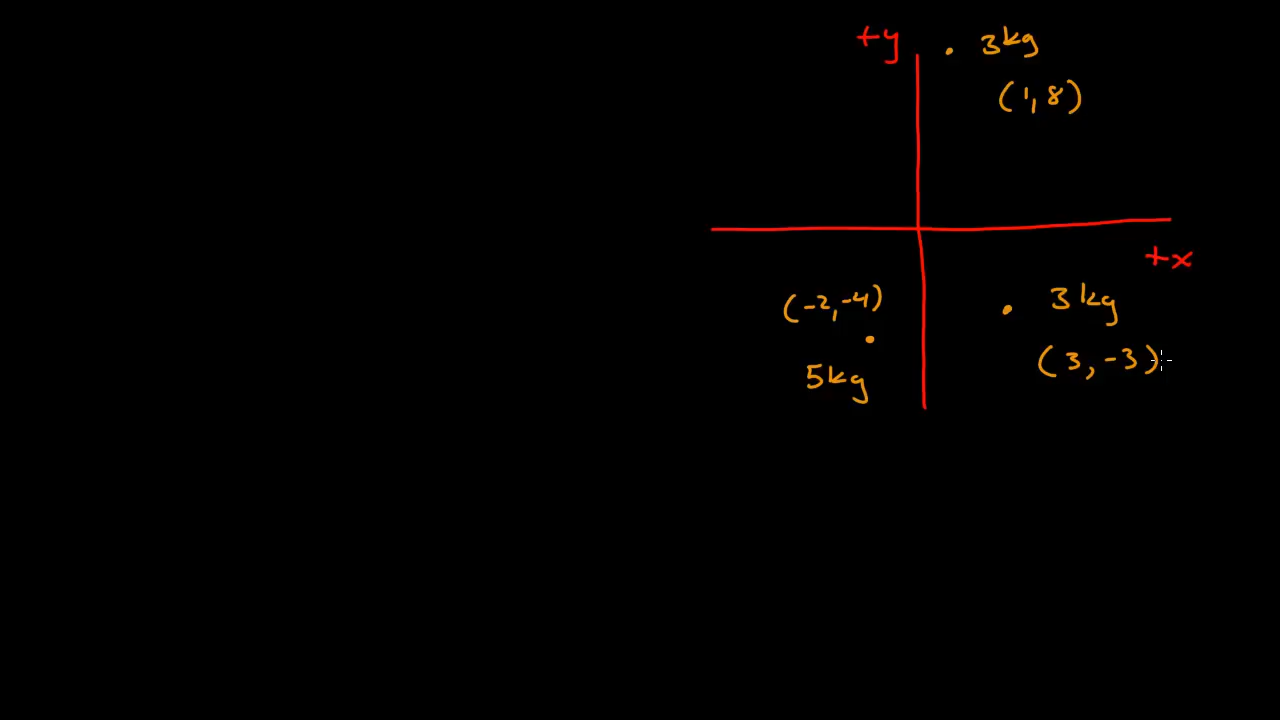 +y
3kg
(1,8)
+x
(-2,-4)
5kg
3kg
(3,-3)